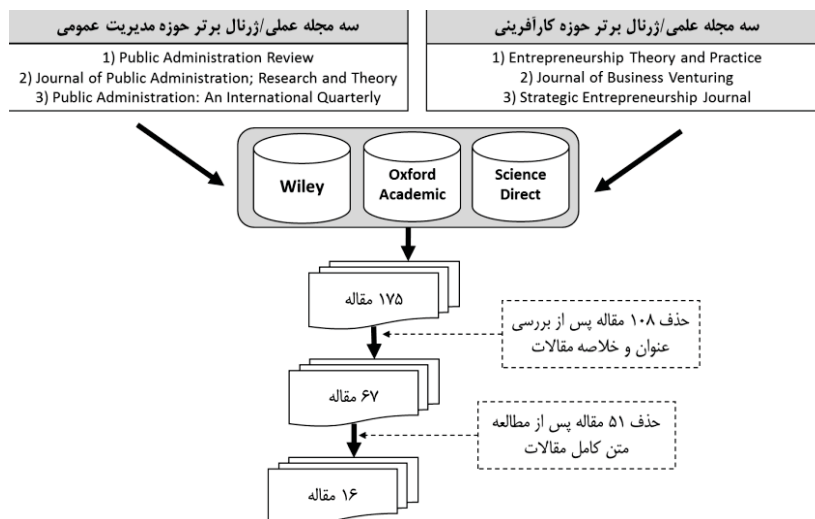 سه مجله علمی/ژرنال برتر حوزه کارآفرینی
1) Entrepreneurship Theory and Practice
2) Journal of Business Venturing
3) Strategic Entrepreneurship Journal
سه مجله عملی/ژرنال برتر حوزه مدیریت عمومی
1) Public Administration Review
2) Journal of Public Administration; Research and Theory
3) Public Administration: An International Quarterly
Wiley
Oxford
Academic
Science
Direct
۱۷۵ مقاله
حذف ۱۰۸ مقاله پس از بررسی
عنوان و خلاصه مقالات
۶۷ مقاله
حذف ۵۱ مقاله پس از مطالعه
متن کامل مقالات
۱۶ مقاله